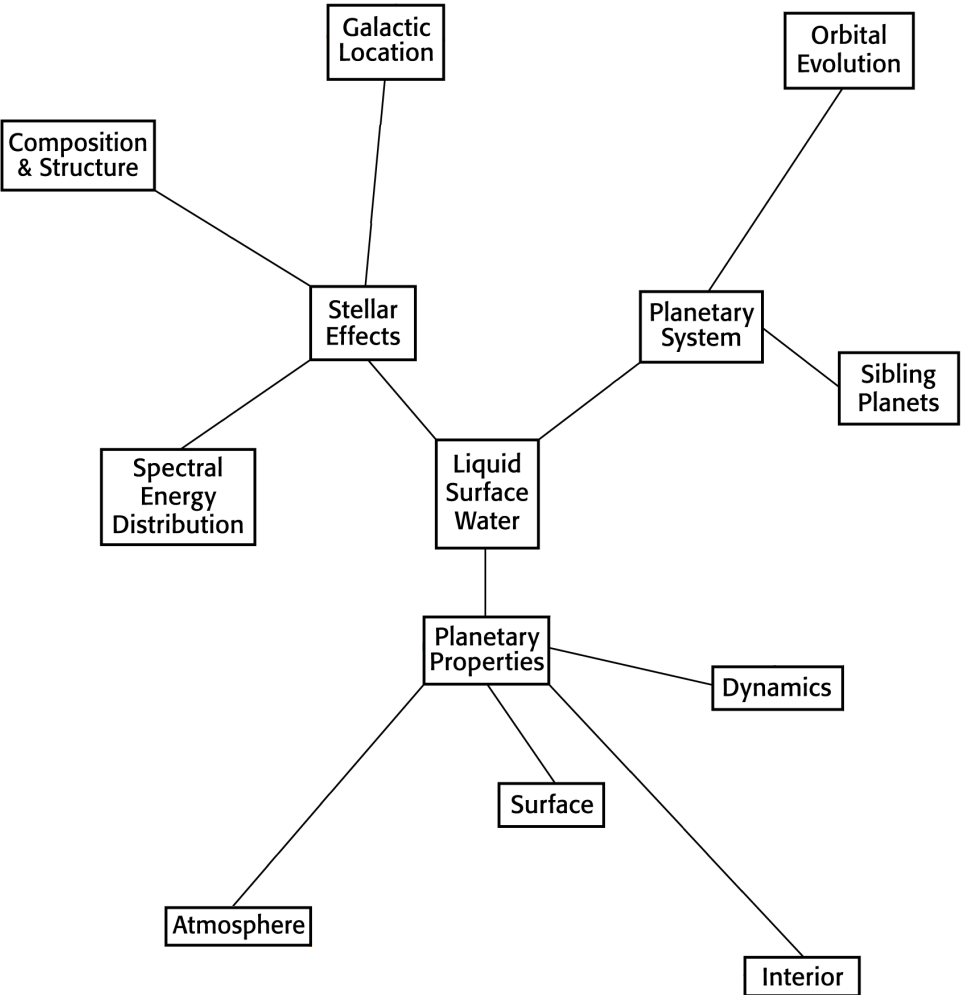 Galactic
Location
Orbital
Evolution
Composition
& Structure
Stellar
Effects
Planetary
System
Sibling
Planets
Spectral
Energy
Distribution
Liquid
Surface
Water
Planetary
Properties
Dynamics
Surface
Atmosphere
Interior